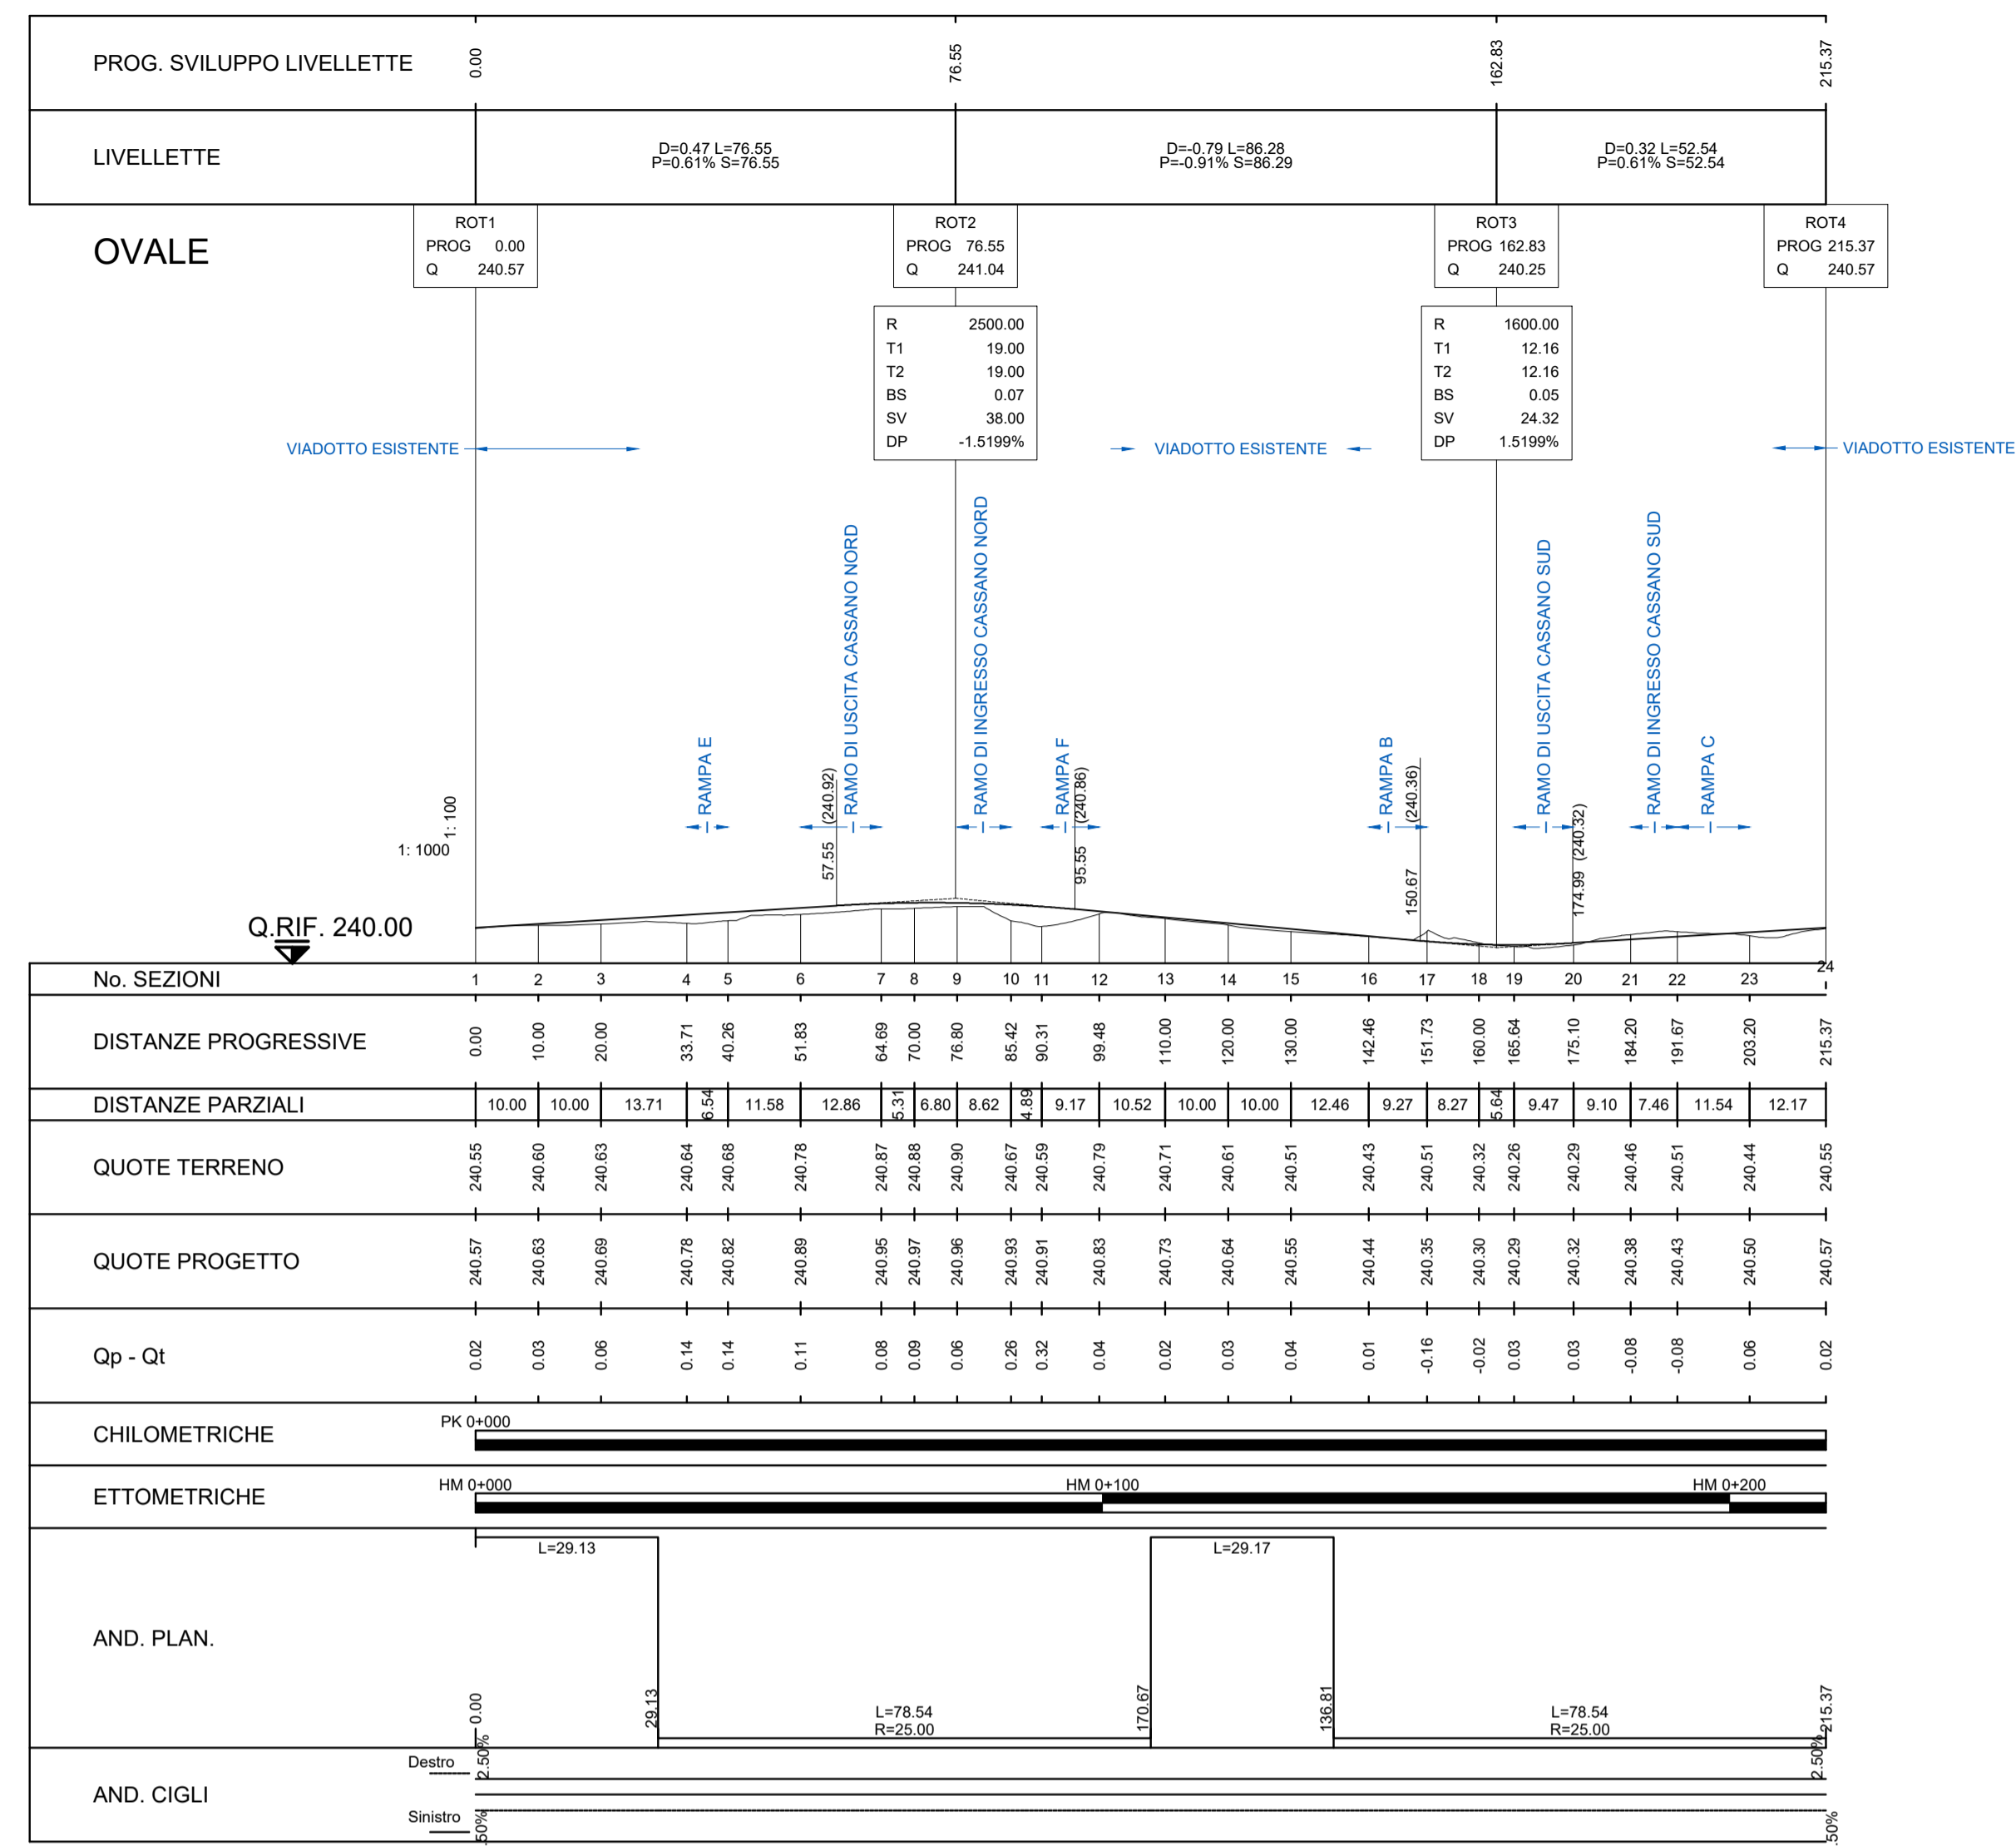 PROG. SVILUPPO LIVELLETTE 0.00 76.55 162.83 215.37
LIVELLETTE
D=0.47 L=76.55
P=0.61% S=76.55
D=-0.79 L=86.28
P=-0.91% S=86.29
D=0.32 L=52.54
P=0.61% S=52.54
OVALE
ROT1
PROG 0.00
Q 240.57
ROT2
PROG 76.55
Q 241.04
ROT3
PROG 162.83
Q 240.25
ROT4
PROG 215.37
Q 240.57
R 2500.00
T1 19.00
T2 19.00
BS 0.07
SV 38.00
DP -1.5199%
R 1600.00
T1 12.16
T2 12.16
BS 0.05
SV 24.32
DP 1.5199%
VIADOTTO ESISTENTE
VIADOTTO ESISTENTE
VIADOTTO ESISTENTE
RAMPA E
RAMO DI USCITA CASSANO NORD
RAMO DI INGRESSO CASSANO NORD
RAMPA F
RAMPA B
RAMO DI USCITA CASSANO SUD
RAMO DI INGRESSO CASSANO SUD
RAMPA C
57.55 (240.92)
95.55 (240.86)
150.67 (240.36)
174.99 (240.32)
1: 100
1: 1000
Q.RIF. 240.00
No. SEZIONI 1 2 3 4 5 6 7 8 9 10 11 12 13 14 15 16 17 18 19 20 21 22 23 24
DISTANZE PROGRESSIVE 0.00 10.00 20.00 33.71 40.26 51.83 64.69 70.00 76.80 85.42 90.31 99.48 110.00 120.00 130.00 142.46 151.73 160.00 165.64 175.10 184.20 191.67 203.20 215.37
DISTANZE PARZIALI 10.00 10.00 13.71 6.54 11.58 12.86 5.31 6.80 8.62 4.89 9.17 10.52 10.00 10.00 12.46 9.27 8.27 5.64 9.47 9.10 7.46 11.54 12.17
QUOTE TERRENO 240.55 240.60 240.63 240.64 240.68 240.78 240.87 240.88 240.90 240.67 240.59 240.79 240.71 240.61 240.51 240.43 240.51 240.32 240.26 240.29 240.46 240.51 240.44 240.55
QUOTE PROGETTO 240.57 240.63 240.69 240.78 240.82 240.89 240.95 240.97 240.96 240.93 240.91 240.83 240.73 240.64 240.55 240.44 240.35 240.30 240.29 240.32 240.38 240.43 240.50 240.57
Qp - Qt 0.02 0.03 0.06 0.14 0.14 0.11 0.08 0.09 0.06 0.26 0.32 0.04 0.02 0.03 0.04 0.01 -0.16 -0.02 0.03 0.03 -0.08 -0.08 0.06 0.02
CHILOMETRICHE PK 0+000
ETTOMETRICHE HM 0+000 HM 0+100 HM 0+200
AND. PLAN.
L=29.13
L=29.17
0.00 29.13 170.67 136.81 215.37
L=78.54
R=25.00
L=78.54
R=25.00
AND. CIGLI
Destro 2.50% 2.50%
Sinistro .50% .50%